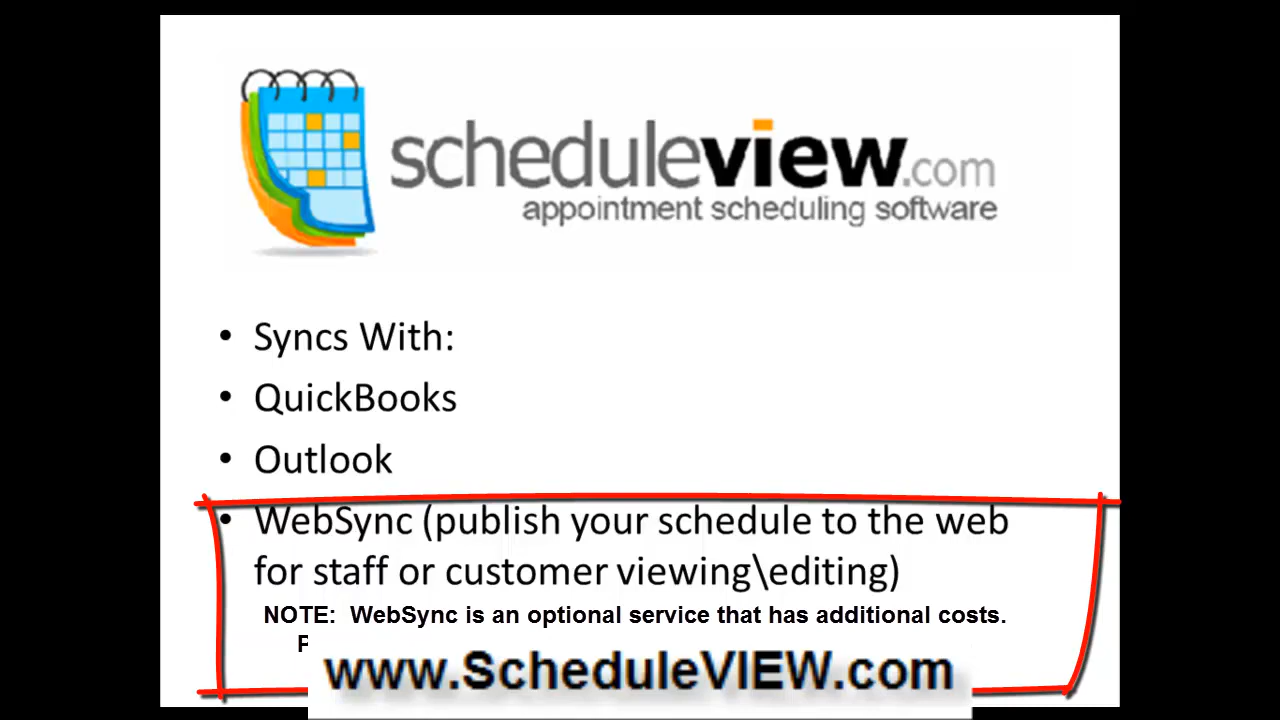 scheduleview.com
appointment scheduling software
• Syncs With:
• QuickBooks
• Outlook
• WebSync (publish your schedule to the web
for staff or customer viewing\editing)
NOTE: WebSync is an optional service that has additional costs.
www.ScheduleVIEW.com